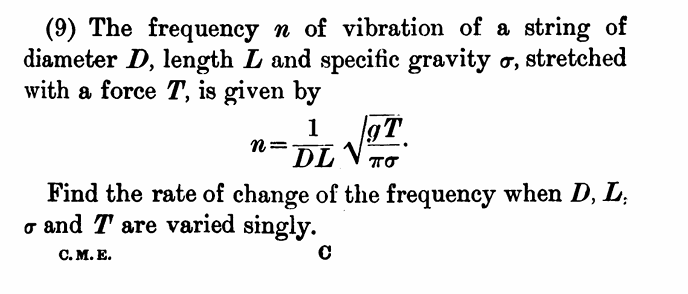 (9) The frequency n of vibration of a string of
diameter D, length L and specific gravity σ, stretched
with a force T, is given by
n = 1/DL √gT/πσ.
Find the rate of change of the frequency when D, L,
σ and T are varied singly.
C. M. E. C